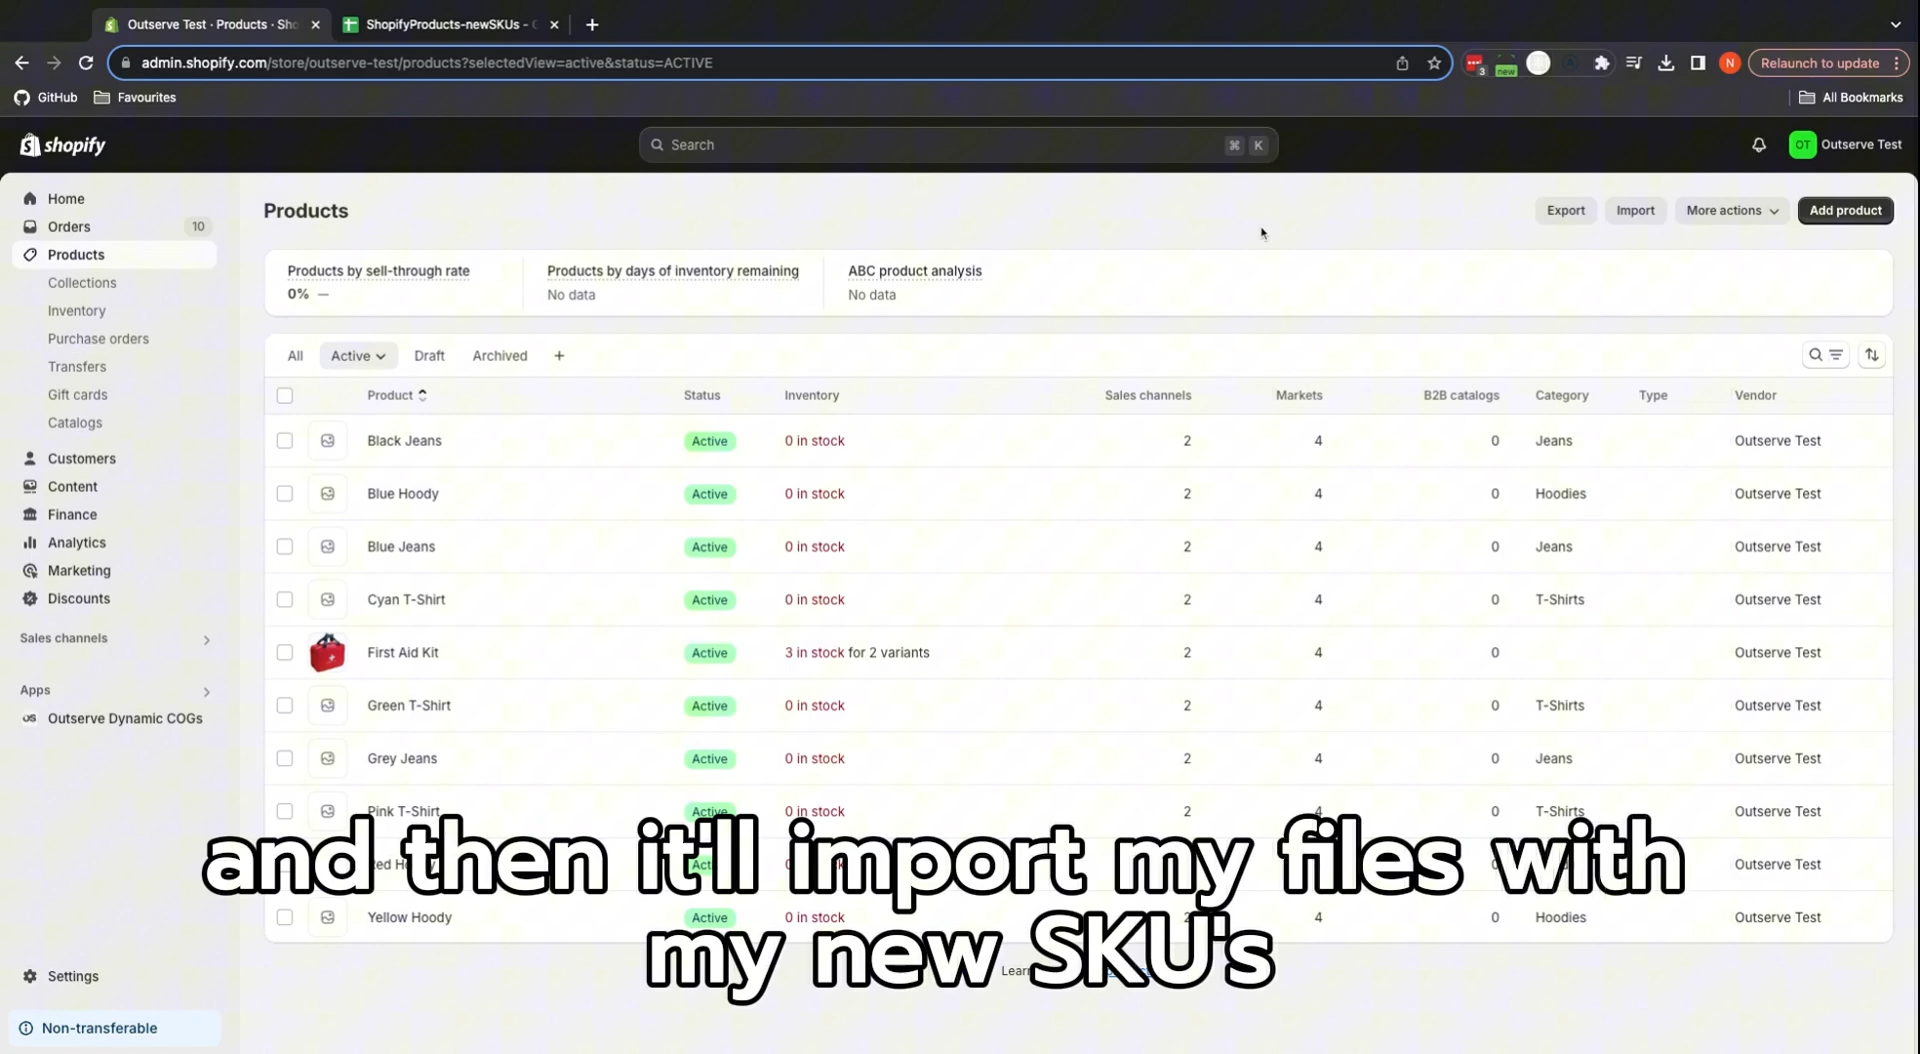 Outserve Test · Products · Sho
ShopifyProducts-newSKUs -
admin.shopify.com/store/outserve-test/products?selectedView=active&status=ACTIVE
3
new
N
Relaunch to update
GitHub
Favourites
All Bookmarks
shopify
Search
⌘ K
OT
Outserve Test
Home
Orders 10
Products
Collections
Inventory
Purchase orders
Transfers
Gift cards
Catalogs
Customers
Content
Finance
Analytics
Marketing
Discounts
Sales channels
Apps
OS Outserve Dynamic COGs
Settings
Non-transferable
Products
Export Import More actions Add product
Products by sell-through rate
0% —
Products by days of inventory remaining
No data
ABC product analysis
No data
All Active Draft Archived +
Product Status Inventory Sales channels Markets B2B catalogs Category Type Vendor
Black Jeans Active 0 in stock 2 4 0 Jeans Outserve Test
Blue Hoody Active 0 in stock 2 4 0 Hoodies Outserve Test
Blue Jeans Active 0 in stock 2 4 0 Jeans Outserve Test
Cyan T-Shirt Active 0 in stock 2 4 0 T-Shirts Outserve Test
First Aid Kit Active 3 in stock for 2 variants 2 4 0 Outserve Test
Green T-Shirt Active 0 in stock 2 4 0 T-Shirts Outserve Test
Grey Jeans Active 0 in stock 2 4 0 Jeans Outserve Test
Pink T-Shirt Active 0 in stock 2 4 0 T-Shirts Outserve Test
Outserve Test
Yellow Hoody Active 0 in stock 2 4 0 Hoodies Outserve Test
and then it'll import my files with
my new SKU's